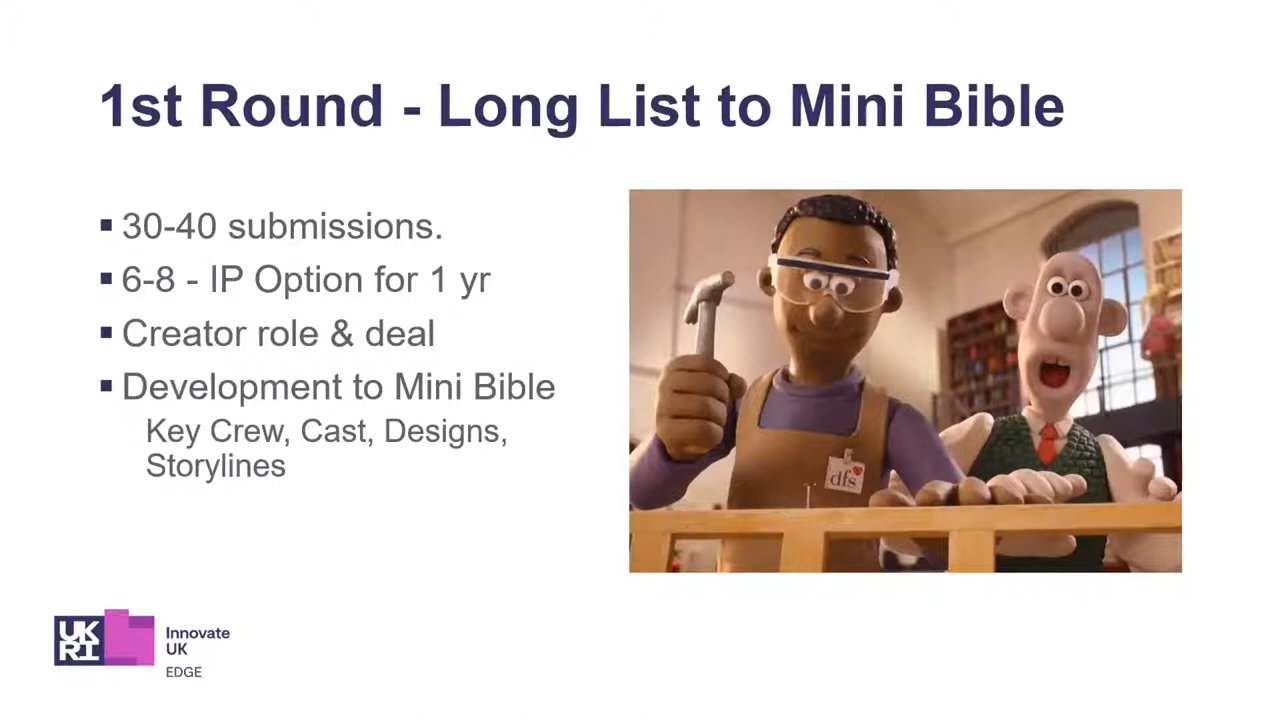 1st Round - Long List to Mini Bible
30-40 submissions.
6-8 - IP Option for 1 yr
Creator role & deal
Development to Mini Bible
Key Crew, Cast, Designs,
Storylines
dfs
UK
RI
Innovate
UK
EDGE